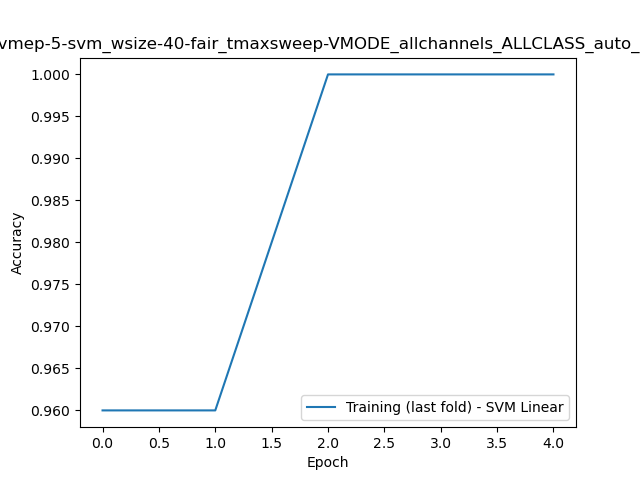 vmep-5-svm_wsize-40-fair_tmaxsweep-VMODE_allchannels_ALLCLASS_auto_
1.000
0.995
0.990
0.985
0.980
0.975
0.970
0.965
0.960
Accuracy
Training (last fold) - SVM Linear
0.0 0.5 1.0 1.5 2.0 2.5 3.0 3.5 4.0
Epoch